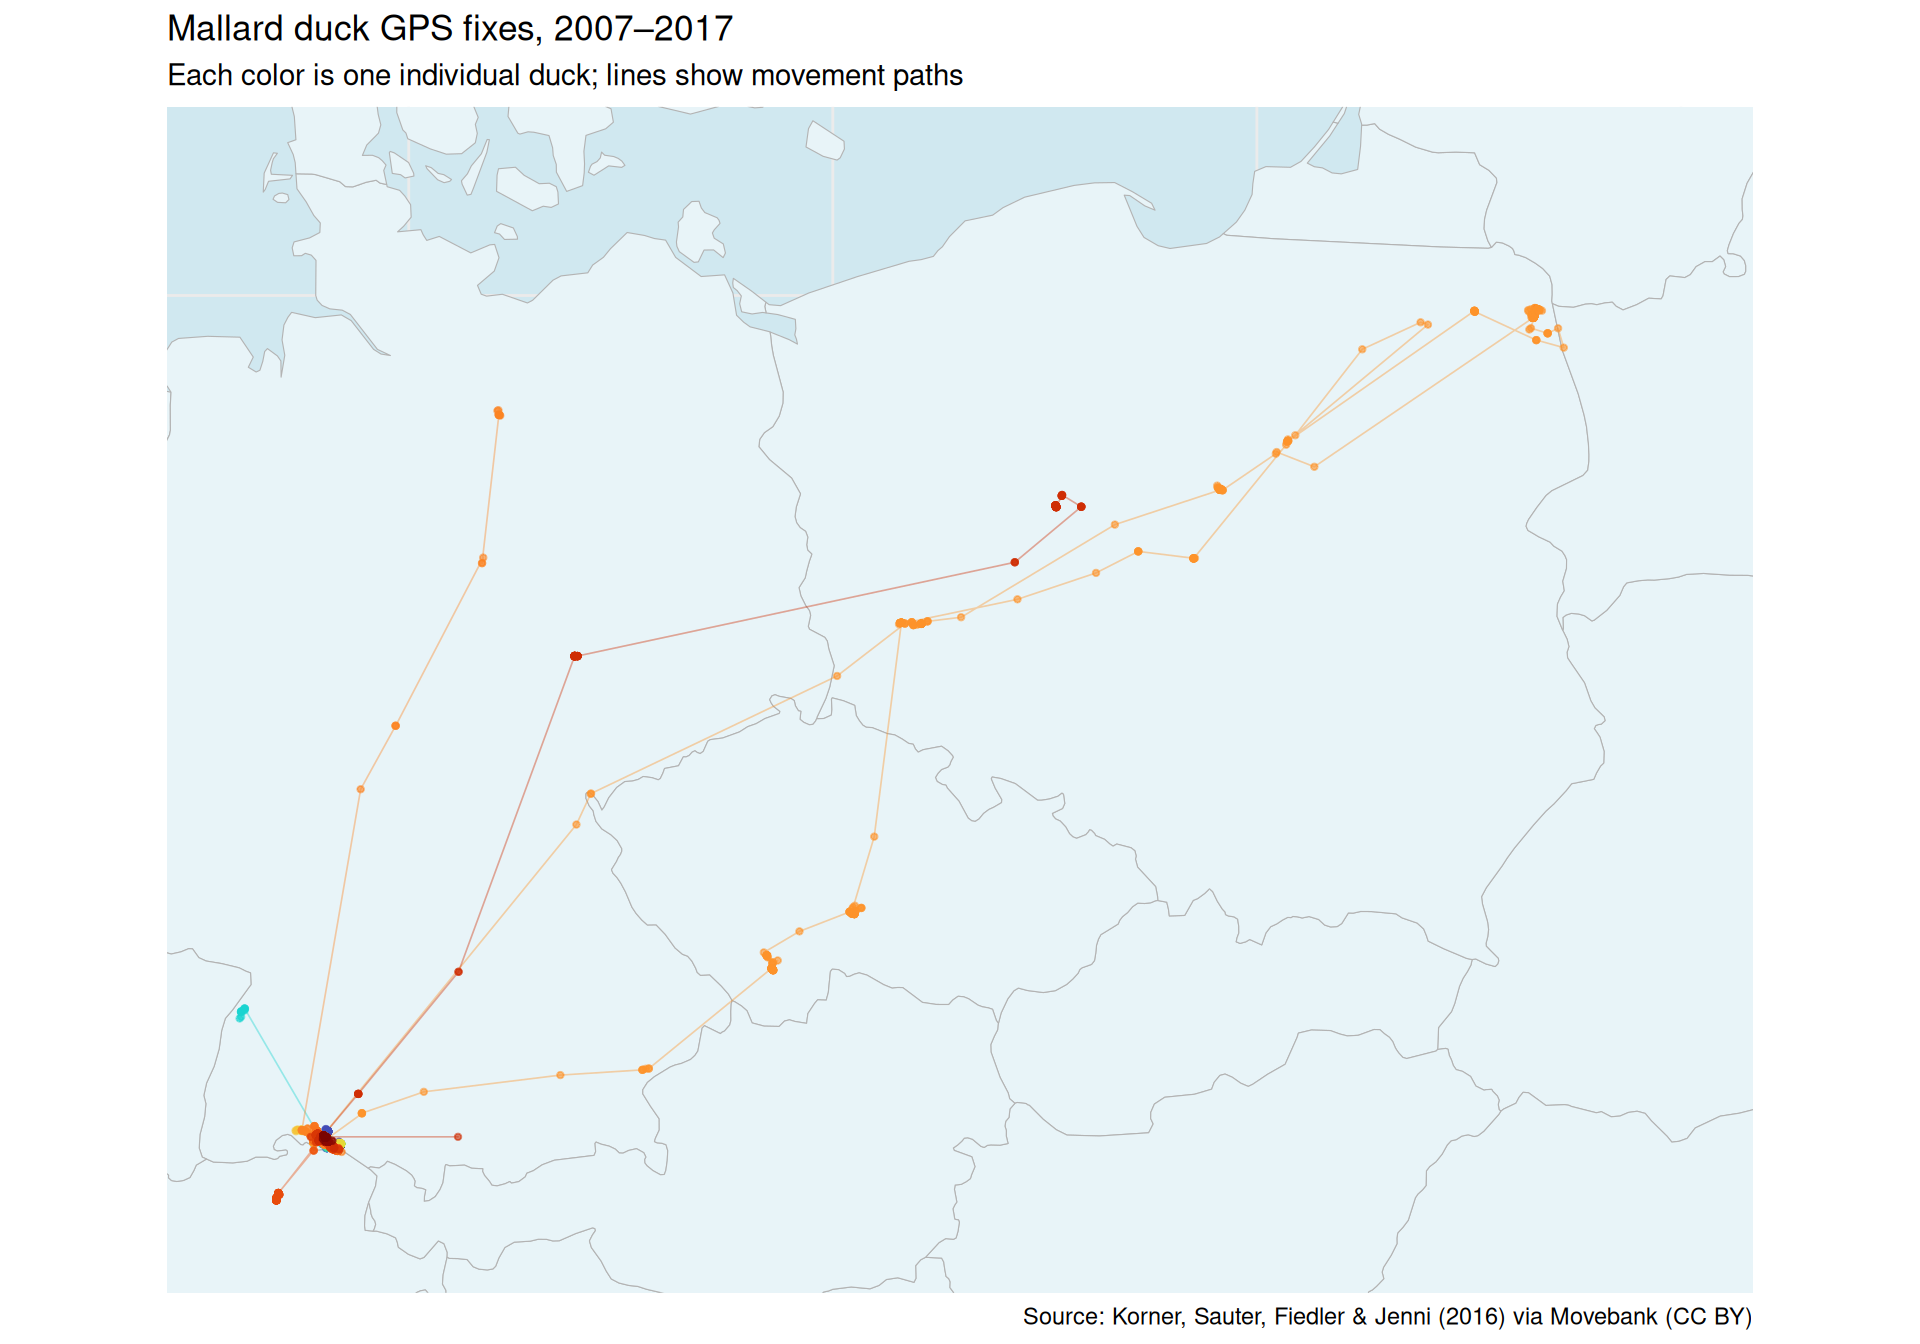 Mallard duck GPS fixes, 2007–2017
Each color is one individual duck; lines show movement paths
Source: Korner, Sauter, Fiedler & Jenni (2016) via Movebank (CC BY)